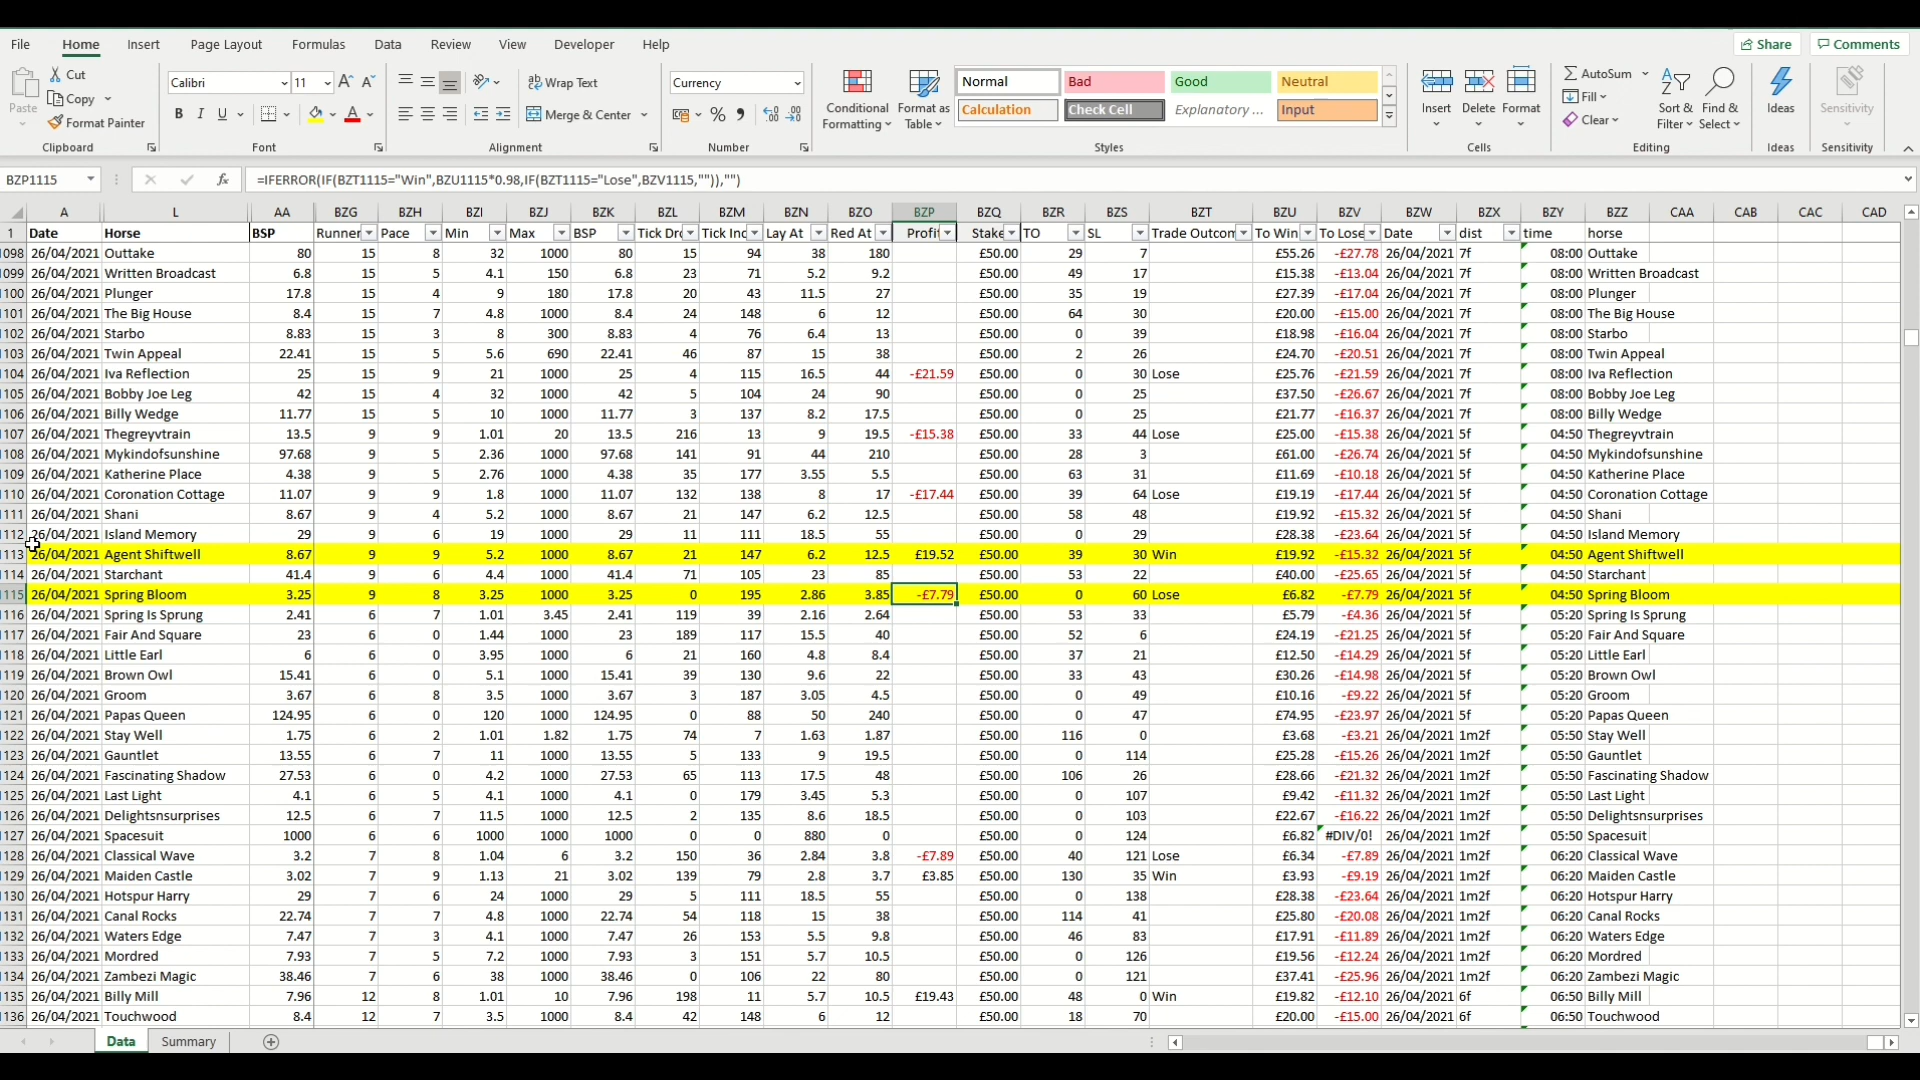 File Home Insert Page Layout Formulas Data Review View Developer Help Share Comments
Paste Cut Copy Format Painter Clipboard
Calibri 11 B I U Font
Wrap Text Merge & Center Alignment
Currency % Number
Conditional Formatting Format as Table Normal Bad Good Neutral Calculation Check Cell Explanatory ... Input Styles
Insert Delete Format Cells
AutoSum Fill Clear Sort & Filter Find & Select Editing
Ideas Ideas Sensitivity Sensitivity
BZP1115 fx =IFERROR(IF(BZT1115="Win",BZU1115*0.98,IF(BZT1115="Lose",BZV1115,"")),"")
A L AA BZG BZH BZI BZJ BZK BZL BZM BZN BZO BZP BZQ BZR BZS BZT BZU BZV BZW BZX BZY BZZ CAA CAB CAC CAD
1 Date Horse BSP Runner Pace Min Max BSP Tick Dr Tick Inc Lay At Red At Profit Stake TO SL Trade Outcom To Win To Lose Date dist time horse
1098 26/04/2021 Outtake 80 15 8 32 1000 80 15 94 38 180 £50.00 29 7 £55.26 -£27.78 26/04/2021 7f 08:00 Outtake
1099 26/04/2021 Written Broadcast 6.8 15 5 4.1 150 6.8 23 71 5.2 9.2 £50.00 49 17 £15.38 -£13.04 26/04/2021 7f 08:00 Written Broadcast
1100 26/04/2021 Plunger 17.8 15 4 9 180 17.8 20 43 11.5 27 £50.00 35 19 £27.39 -£17.04 26/04/2021 7f 08:00 Plunger
1101 26/04/2021 The Big House 8.4 15 7 4.8 1000 8.4 24 148 6 12 £50.00 64 30 £20.00 -£15.00 26/04/2021 7f 08:00 The Big House
1102 26/04/2021 Starbo 8.83 15 3 8 300 8.83 4 76 6.4 13 £50.00 0 39 £18.98 -£16.04 26/04/2021 7f 08:00 Starbo
1103 26/04/2021 Twin Appeal 22.41 15 5 5.6 690 22.41 46 87 15 38 £50.00 2 26 £24.70 -£20.51 26/04/2021 7f 08:00 Twin Appeal
1104 26/04/2021 Iva Reflection 25 15 9 21 1000 25 4 115 16.5 44 -£21.59 £50.00 0 30 Lose £25.76 -£21.59 26/04/2021 7f 08:00 Iva Reflection
1105 26/04/2021 Bobby Joe Leg 42 15 4 32 1000 42 5 104 24 90 £50.00 0 25 £37.50 -£26.67 26/04/2021 7f 08:00 Bobby Joe Leg
1106 26/04/2021 Billy Wedge 11.77 15 5 10 1000 11.77 3 137 8.2 17.5 £50.00 0 25 £21.77 -£16.37 26/04/2021 7f 08:00 Billy Wedge
1107 26/04/2021 Thegreyvtrain 13.5 9 9 1.01 20 13.5 216 13 9 19.5 -£15.38 £50.00 33 44 Lose £25.00 -£15.38 26/04/2021 5f 04:50 Thegreyvtrain
1108 26/04/2021 Mykindofsunshine 97.68 9 5 2.36 1000 97.68 141 91 44 210 £50.00 28 3 £61.00 -£26.74 26/04/2021 5f 04:50 Mykindofsunshine
1109 26/04/2021 Katherine Place 4.38 9 5 2.76 1000 4.38 35 177 3.55 5.5 £50.00 63 31 £11.69 -£10.18 26/04/2021 5f 04:50 Katherine Place
1110 26/04/2021 Coronation Cottage 11.07 9 9 1.8 1000 11.07 132 138 8 17 -£17.44 £50.00 39 64 Lose £19.19 -£17.44 26/04/2021 5f 04:50 Coronation Cottage
1111 26/04/2021 Shani 8.67 9 4 5.2 1000 8.67 21 147 6.2 12.5 £50.00 58 48 £19.92 -£15.32 26/04/2021 5f 04:50 Shani
1112 26/04/2021 Island Memory 29 9 6 19 1000 29 11 111 18.5 55 £50.00 0 29 £28.38 -£23.64 26/04/2021 5f 04:50 Island Memory
1113 26/04/2021 Agent Shiftwell 8.67 9 9 5.2 1000 8.67 21 147 6.2 12.5 £19.52 £50.00 39 30 Win £19.92 -£15.32 26/04/2021 5f 04:50 Agent Shiftwell
1114 26/04/2021 Starchant 41.4 9 6 4.4 1000 41.4 71 105 23 85 £50.00 53 22 £40.00 -£25.65 26/04/2021 5f 04:50 Starchant
1115 26/04/2021 Spring Bloom 3.25 9 8 3.25 1000 3.25 0 195 2.86 3.85 -£7.79 £50.00 0 60 Lose £6.82 -£7.79 26/04/2021 5f 04:50 Spring Bloom
1116 26/04/2021 Spring Is Sprung 2.41 6 7 1.01 3.45 2.41 119 39 2.16 2.64 £50.00 53 33 £5.79 -£4.36 26/04/2021 5f 05:20 Spring Is Sprung
1117 26/04/2021 Fair And Square 23 6 0 1.44 1000 23 189 117 15.5 40 £50.00 52 6 £24.19 -£21.25 26/04/2021 5f 05:20 Fair And Square
1118 26/04/2021 Little Earl 6 6 0 3.95 1000 6 21 160 4.8 8.4 £50.00 37 21 £12.50 -£14.29 26/04/2021 5f 05:20 Little Earl
1119 26/04/2021 Brown Owl 15.41 6 0 5.1 1000 15.41 39 130 9.6 22 £50.00 33 43 £30.26 -£14.98 26/04/2021 5f 05:20 Brown Owl
1120 26/04/2021 Groom 3.67 6 8 3.5 1000 3.67 3 187 3.05 4.5 £50.00 0 49 £10.16 -£9.22 26/04/2021 5f 05:20 Groom
1121 26/04/2021 Papas Queen 124.95 6 0 120 1000 124.95 0 88 50 240 £50.00 0 47 £74.95 -£23.97 26/04/2021 5f 05:20 Papas Queen
1122 26/04/2021 Stay Well 1.75 6 2 1.01 1.82 1.75 74 7 1.63 1.87 £50.00 116 0 £3.68 -£3.21 26/04/2021 1m2f 05:50 Stay Well
1123 26/04/2021 Gauntlet 13.55 6 7 11 1000 13.55 5 133 9 19.5 £50.00 0 114 £25.28 -£15.26 26/04/2021 1m2f 05:50 Gauntlet
1124 26/04/2021 Fascinating Shadow 27.53 6 0 4.2 1000 27.53 65 113 17.5 48 £50.00 106 26 £28.66 -£21.32 26/04/2021 1m2f 05:50 Fascinating Shadow
1125 26/04/2021 Last Light 4.1 6 5 4.1 1000 4.1 0 179 3.45 5.3 £50.00 0 107 £9.42 -£11.32 26/04/2021 1m2f 05:50 Last Light
1126 26/04/2021 Delightsnsurprises 12.5 6 7 11.5 1000 12.5 2 135 8.6 18.5 £50.00 0 103 £22.67 -£16.22 26/04/2021 1m2f 05:50 Delightsnsurprises
1127 26/04/2021 Spacesuit 1000 6 6 1000 1000 1000 0 0 880 0 £50.00 0 124 £6.82 #DIV/0! 26/04/2021 1m2f 05:50 Spacesuit
1128 26/04/2021 Classical Wave 3.2 7 8 1.04 6 3.2 150 36 2.84 3.8 -£7.89 £50.00 40 121 Lose £6.34 -£7.89 26/04/2021 1m2f 06:20 Classical Wave
1129 26/04/2021 Maiden Castle 3.02 7 9 1.13 21 3.02 139 79 2.8 3.7 £3.85 £50.00 130 35 Win £3.93 -£9.19 26/04/2021 1m2f 06:20 Maiden Castle
1130 26/04/2021 Hotspur Harry 29 7 6 24 1000 29 5 111 18.5 55 £50.00 0 138 £28.38 -£23.64 26/04/2021 1m2f 06:20 Hotspur Harry
1131 26/04/2021 Canal Rocks 22.74 7 7 4.8 1000 22.74 54 118 15 38 £50.00 114 41 £25.80 -£20.08 26/04/2021 1m2f 06:20 Canal Rocks
1132 26/04/2021 Waters Edge 7.47 7 3 4.1 1000 7.47 26 153 5.5 9.8 £50.00 46 83 £17.91 -£11.89 26/04/2021 1m2f 06:20 Waters Edge
1133 26/04/2021 Mordred 7.93 7 5 7.2 1000 7.93 3 151 5.7 10.5 £50.00 0 126 £19.56 -£12.24 26/04/2021 1m2f 06:20 Mordred
1134 26/04/2021 Zambezi Magic 38.46 7 6 38 1000 38.46 0 106 22 80 £50.00 0 121 £37.41 -£25.96 26/04/2021 1m2f 06:20 Zambezi Magic
1135 26/04/2021 Billy Mill 7.96 12 8 1.01 10 7.96 198 11 5.7 10.5 £19.43 £50.00 48 0 Win £19.82 -£12.10 26/04/2021 6f 06:50 Billy Mill
1136 26/04/2021 Touchwood 8.4 12 7 3.5 1000 8.4 42 148 6 12 £50.00 18 70 £20.00 -£15.00 26/04/2021 6f 06:50 Touchwood
Data Summary